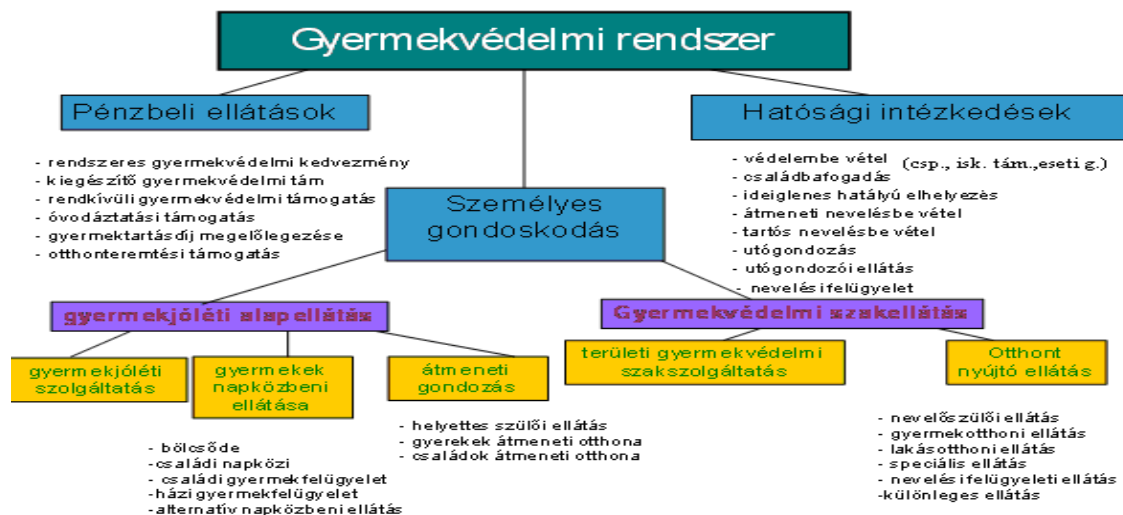 Gyermekvédelmi rendszer
Pénzbeli ellátások
- rendszeres gyermekvédelmi kedvezmény
- kiegészítő gyermekvédelmi tám
- rendkívüli gyermekvédelmi támogatás
- óvodáztatási támogatás
- gyermektartásdíj megelőlegezése
- otthonteremtési támogatás
Személyes
gondoskodás
Hatósági intézkedések
- védelembe vétel (csp., isk. tám.,eseti g.)
- családbafogadás
- ideiglenes hatályú elhelyezés
- átmeneti nevelésbe vétel
- tartós nevelésbe vétel
- utógondozás
- utógondozói ellátás
- nevelésifelügyelet
gyermekjóléti alapellátás
gyermekjóléti
szolgáltatás
gyermekek
napközbeni
ellátása
- bölcsőde
-családi napközi
- családi gyermekfelügyelet
-házi gyermekfelügyelet
-alternatív napközbeni ellátás
átmeneti
gondozás
- helyettes szülői ellátás
- gyerekek átmeneti otthona
- családok átmeneti otthona
Gyermekvédelmi szakellátás
területi gyermekvédelmi
szakszolgáltatás
Otthont
nyújtó ellátás
- nevelőszülői ellátás
- gyermekotthoni ellátás
- lakásotthoni ellátás
- speciális ellátás
- nevelésifelügyeleti ellátás
-különleges ellátás